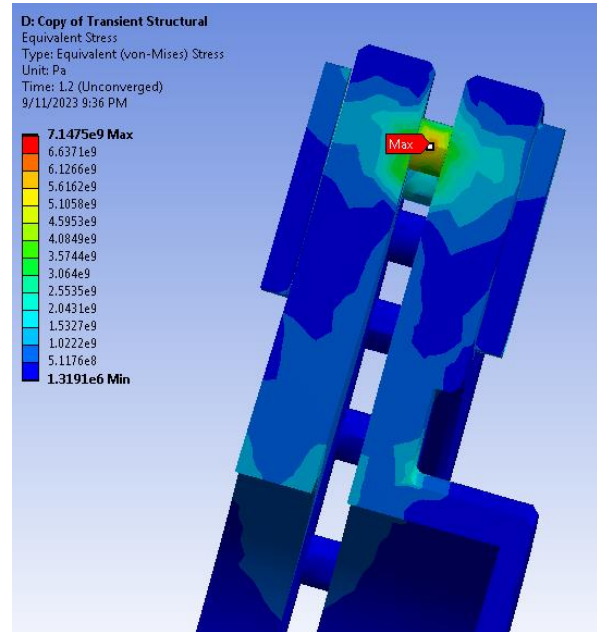 D: Copy of Transient Structural
Equivalent Stress
Type: Equivalent (von-Mises) Stress
Unit: Pa
Time: 1.2 (Unconverged)
9/11/2023 9:36 PM
7.1475e9 Max
6.6371e9
6.1266e9
5.6162e9
5.1058e9
4.5953e9
4.0849e9
3.5744e9
3.064e9
2.5535e9
2.0431e9
1.5327e9
1.0222e9
5.1176e8
1.3191e6 Min
Max